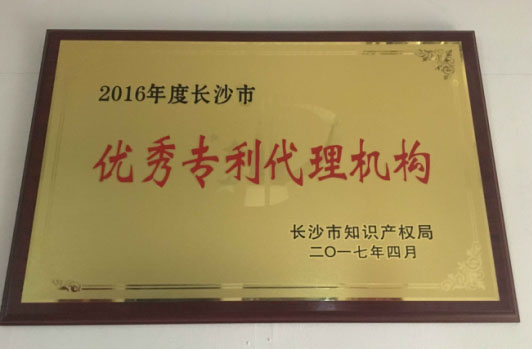 2016年度长沙市
优秀专利代理机构
长沙市知识产权局
二〇一七年四月